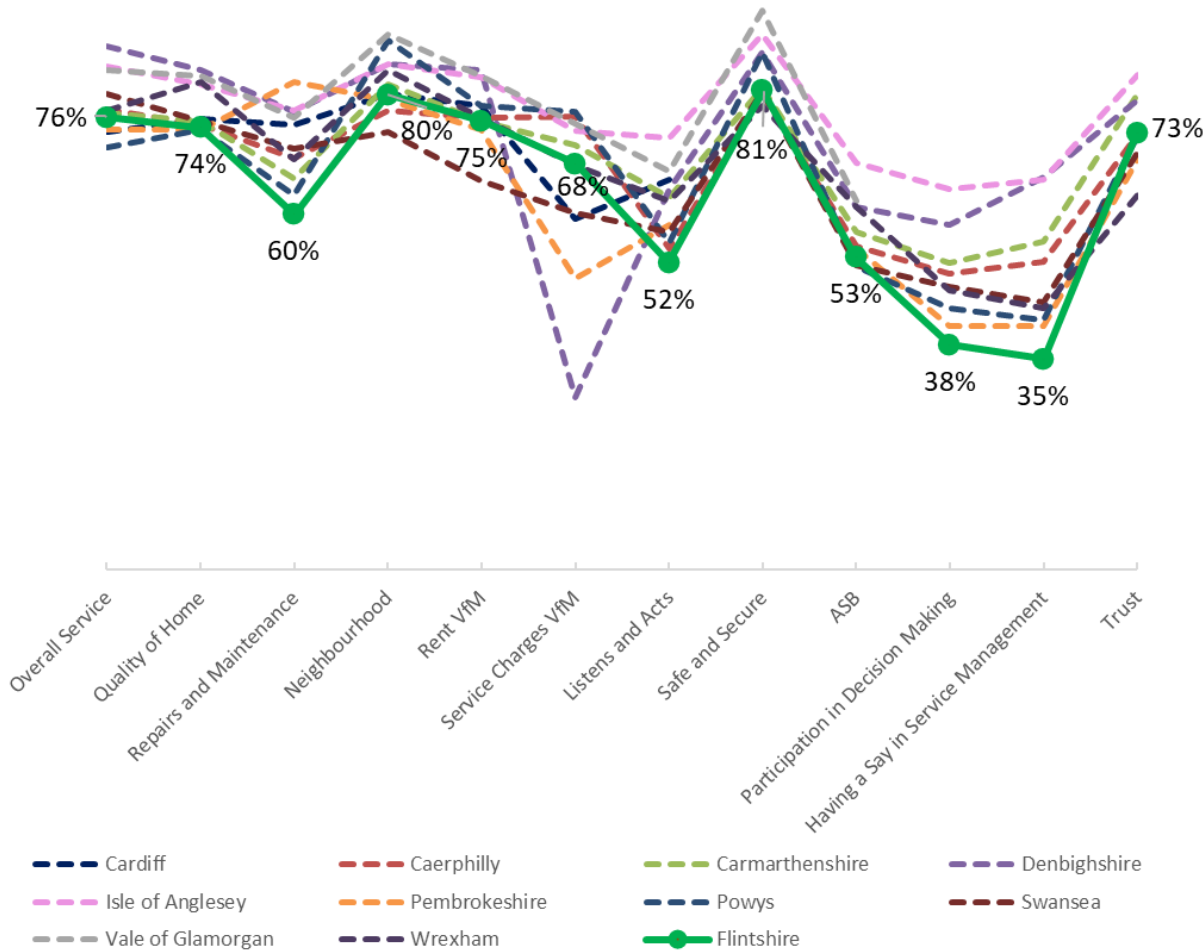 76%
74%
60%
80%
75%
68%
52%
81%
53%
38%
35%
73%
Overall Service
Quality of Home
Repairs and Maintenance
Neighbourhood
Rent VfM
Service Charges VfM
Listens and Acts
Safe and Secure
ASB
Participation in Decision Making
Having a Say in Service Management
Trust
Cardiff
Caerphilly
Carmarthenshire
Denbighshire
Isle of Anglesey
Pembrokeshire
Powys
Swansea
Vale of Glamorgan
Wrexham
Flintshire